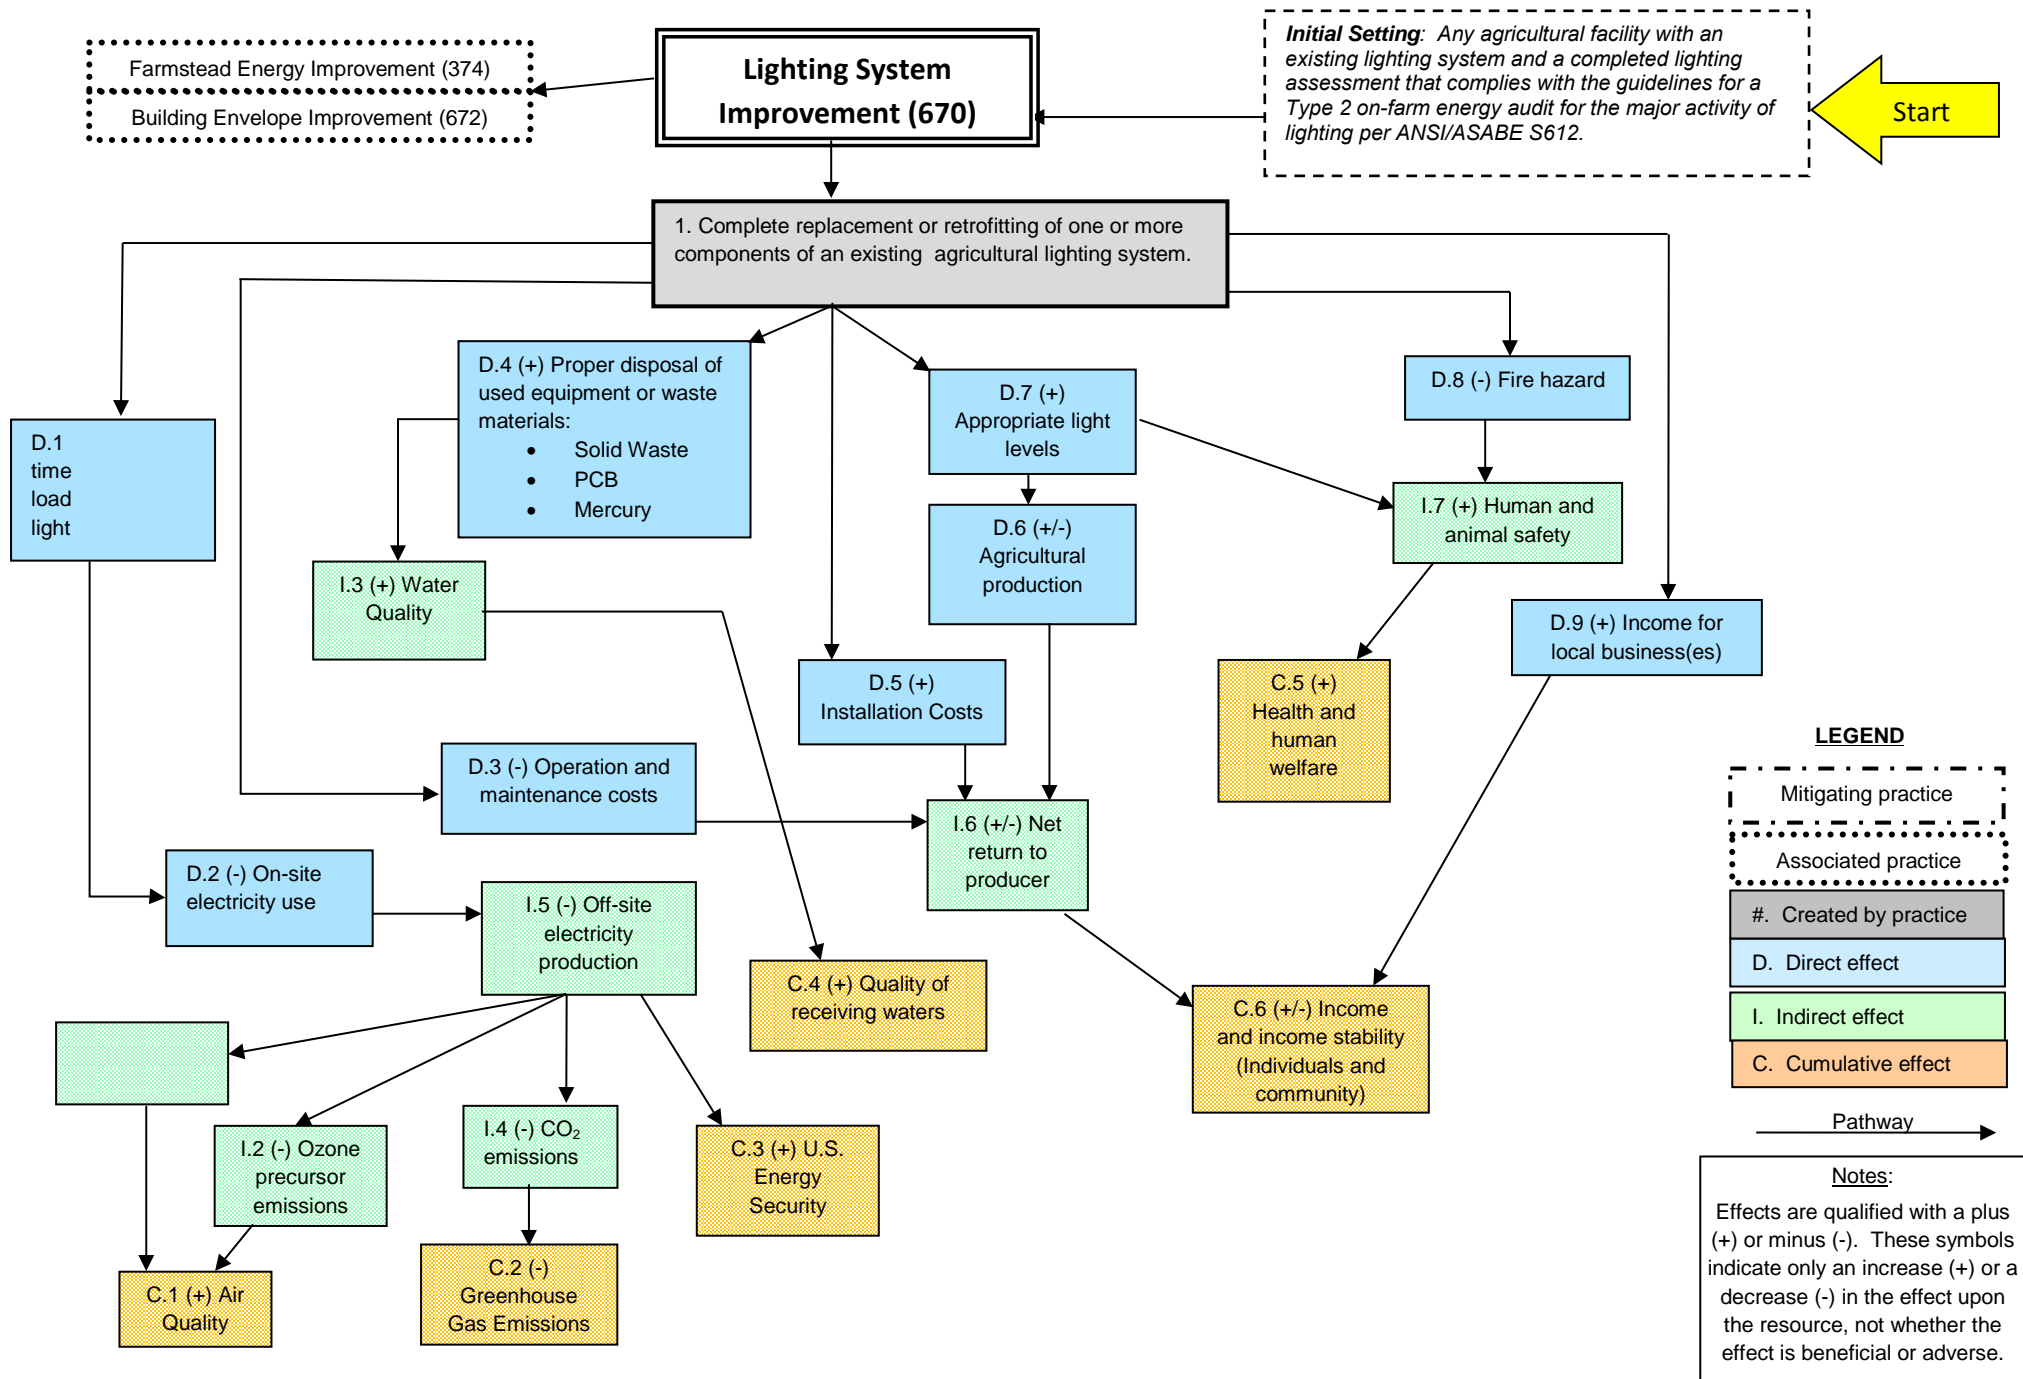 Farmstead Energy Improvement (374)
Building Envelope Improvement (672)
Lighting System
Improvement (670)
Initial Setting: Any agricultural facility with an
existing lighting system and a completed lighting
assessment that complies with the guidelines for a
Type 2 on-farm energy audit for the major activity of
lighting per ANSI/ASABE S612.
Start
1. Complete replacement or retrofitting of one or more
components of an existing agricultural lighting system.
D.4 (+) Proper disposal of
used equipment or waste
materials:
• Solid Waste
• PCB
• Mercury
D.7 (+)
Appropriate light
levels
D.8 (-) Fire hazard
D.1
time
load
light
I.7 (+) Human and
animal safety
D.6 (+/-)
Agricultural
production
I.3 (+) Water
Quality
D.9 (+) Income for
local business(es)
D.5 (+)
Installation Costs
C.5 (+)
Health and
human
welfare
D.3 (-) Operation and
maintenance costs
I.6 (+/-) Net
return to
producer
D.2 (-) On-site
electricity use
I.5 (-) Off-site
electricity
production
C.4 (+) Quality of
receiving waters
C.6 (+/-) Income
and income stability
(Individuals and
community)
I.2 (-) Ozone
precursor
emissions
I.4 (-) CO₂
emissions
C.3 (+) U.S.
Energy
Security
C.1 (+) Air
Quality
C.2 (-)
Greenhouse
Gas Emissions
LEGEND
Mitigating practice
Associated practice
#. Created by practice
D. Direct effect
I. Indirect effect
C. Cumulative effect
Pathway
Notes:
Effects are qualified with a plus
(+) or minus (-). These symbols
indicate only an increase (+) or a
decrease (-) in the effect upon
the resource, not whether the
effect is beneficial or adverse.